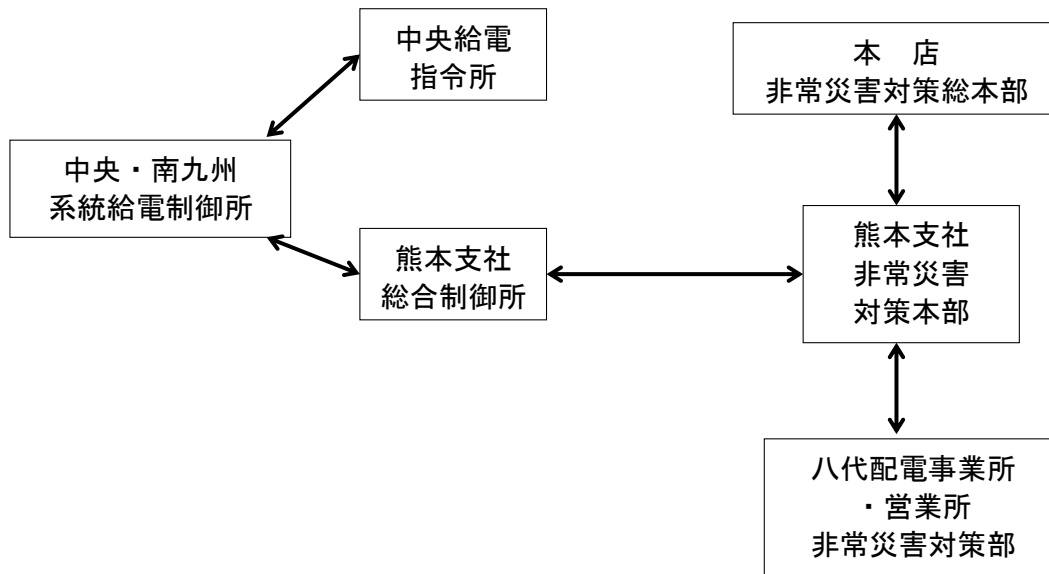 中央給電
指令所
本　店
非常災害対策総本部
中央・南九州
系統給電制御所
熊本支社
総合制御所
熊本支社
非常災害
対策本部
八代配電事業所
・営業所
非常災害対策部